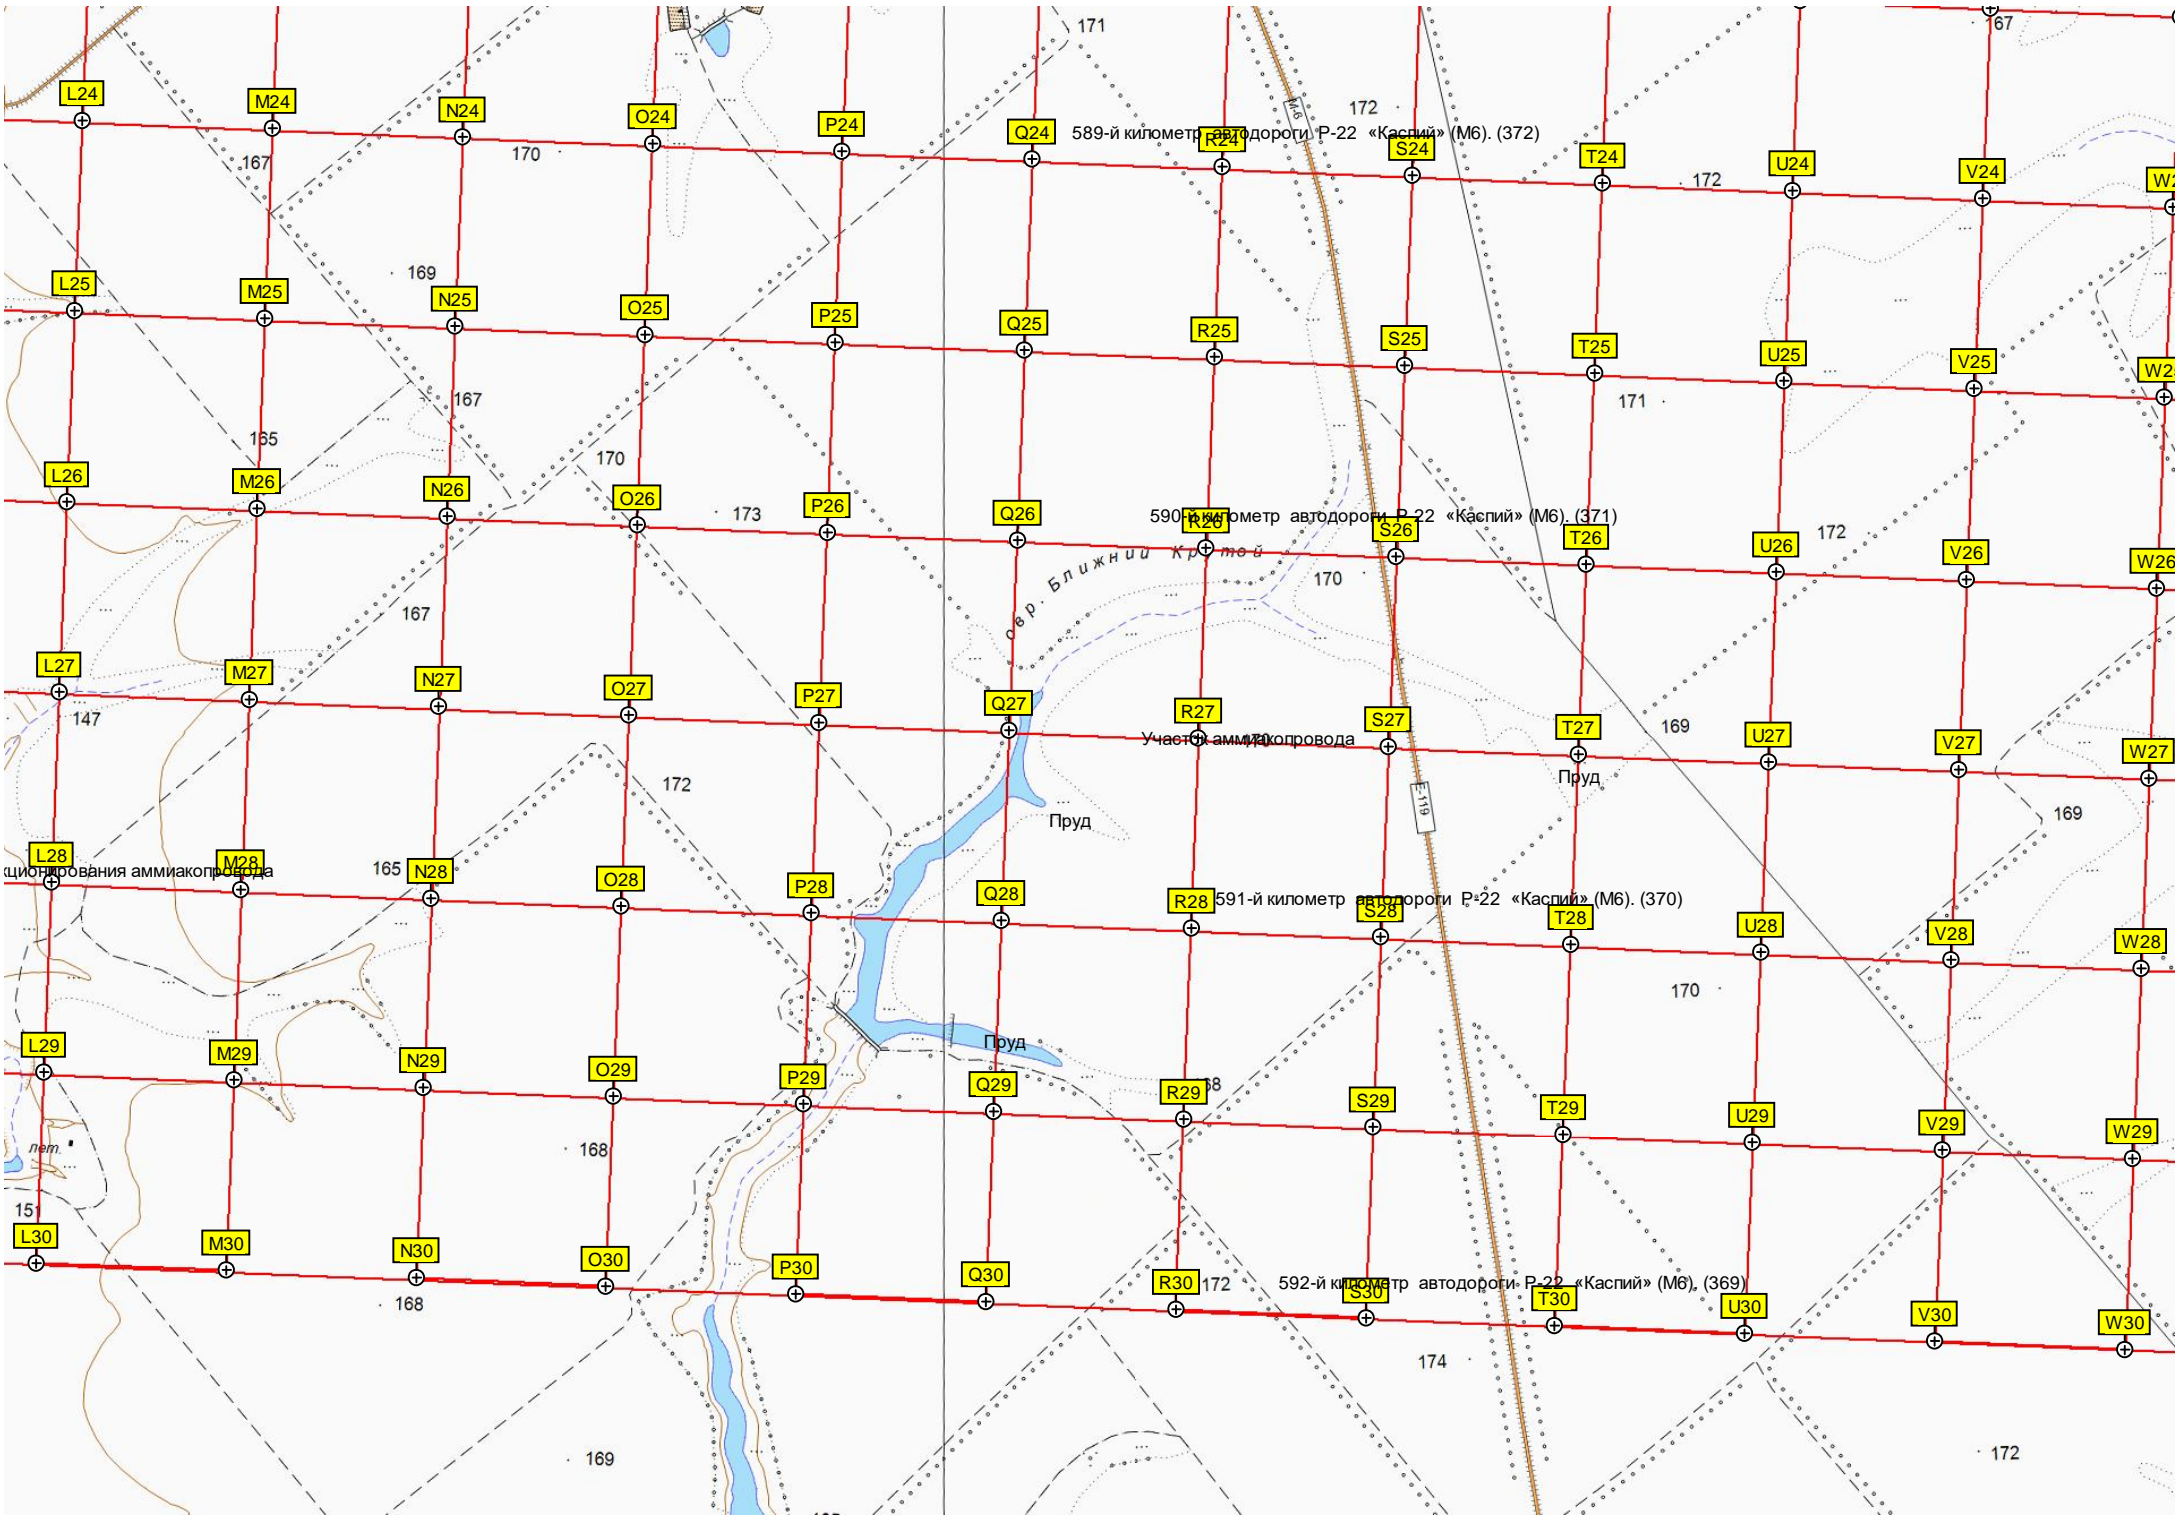 171
67
L24
M24
N24
O24
P24
Q24
R24
S24
T24
U24
V24
172
М-6
589-й километр автодороги Р-22 «Каспий» (М6). (372)
167
170
172
169
L25
M25
N25
O25
P25
Q25
R25
S25
T25
U25
V25
167
171
165
170
L26
M26
N26
O26
P26
Q26
S26
T26
U26
V26
W26
173
590-й километр автодороги Р-22 «Каспий» (М6). (371)
172
овр. Ближний
170
167
L27
M27
N27
O27
P27
Q27
R27
S27
T27
U27
V27
W27
147
169
Участок аммиакопровода
Пруд
172
Е-119
169
Пруд
L28
M28
N28
O28
P28
Q28
R28
S28
T28
U28
V28
W28
кционирования аммиакопровода
165
591-й километр автодороги Р-22 «Каспий» (М6). (370)
170
Пруд
L29
M29
N29
O29
P29
Q29
R29
S29
T29
U29
V29
W29
68
лет.
168
151
L30
M30
N30
O30
P30
Q30
R30
S30
T30
U30
V30
W30
172
592-й километр автодороги Р-22 «Каспий» (М6). (369)
168
174
169
172